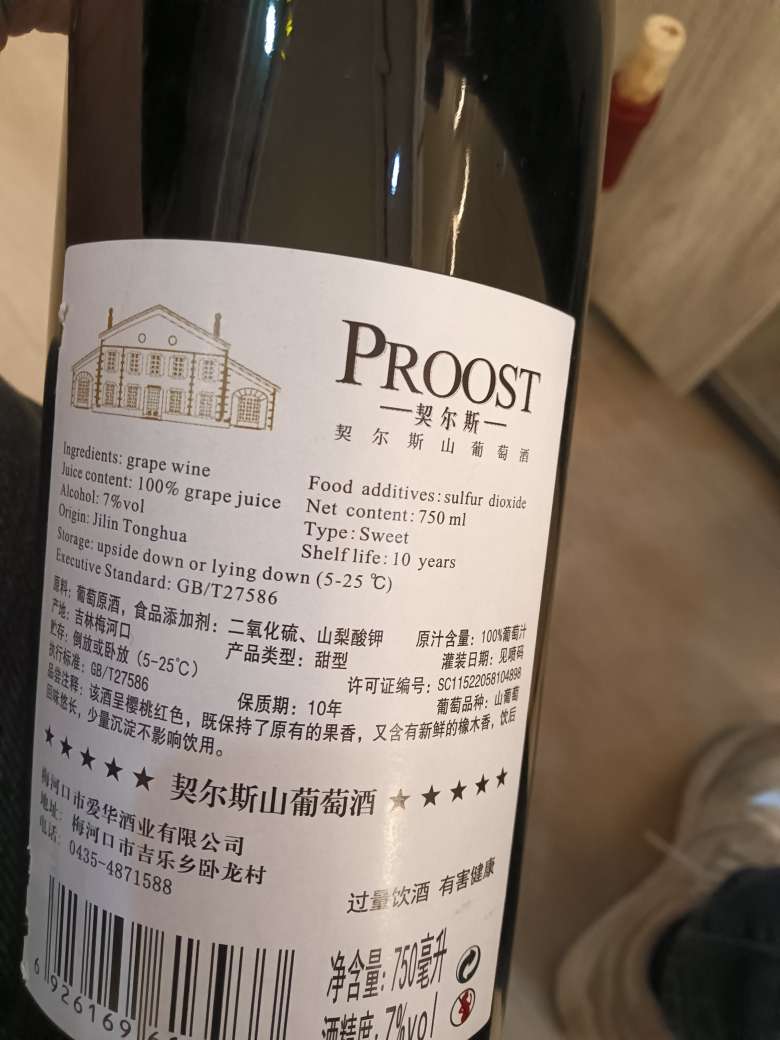 PROOST
契尔斯
契尔斯山葡萄酒
Ingredients: grape wine
Juice content: 100% grape juice
Alcohol: 7%vol
Origin: Jilin Tonghua
Food additives: sulfur dioxide
Net content: 750 ml
Type: Sweet
Shelf life: 10 years
Storage: upside down or lying down (5-25 ℃)
Executive Standard: GB/T27586
原料: 葡萄原酒, 食品添加剂: 二氧化硫、山梨酸钾 原汁含量: 100%葡萄汁
产地: 吉林梅河口 产品类型: 甜型 灌装日期: 见喷码
贮存: 倒放或卧放 (5-25℃) 许可证编号: SC11522058104898
执行标准: GB/T27586 保质期: 10年 葡萄品种: 山葡萄
品尝注释: 该酒呈樱桃红色, 既保持了原有的果香, 又含有新鲜的橡木香, 饮后
回味悠长, 少量沉淀不影响饮用。
★★★★★ 契尔斯山葡萄酒 ★★★★★
梅河口市爱华酒业有限公司
地址: 梅河口市吉乐乡卧龙村
电话: 0435-4871588
过量饮酒 有害健康
净含量: 750毫升
酒精度: 7%vol
6 926169